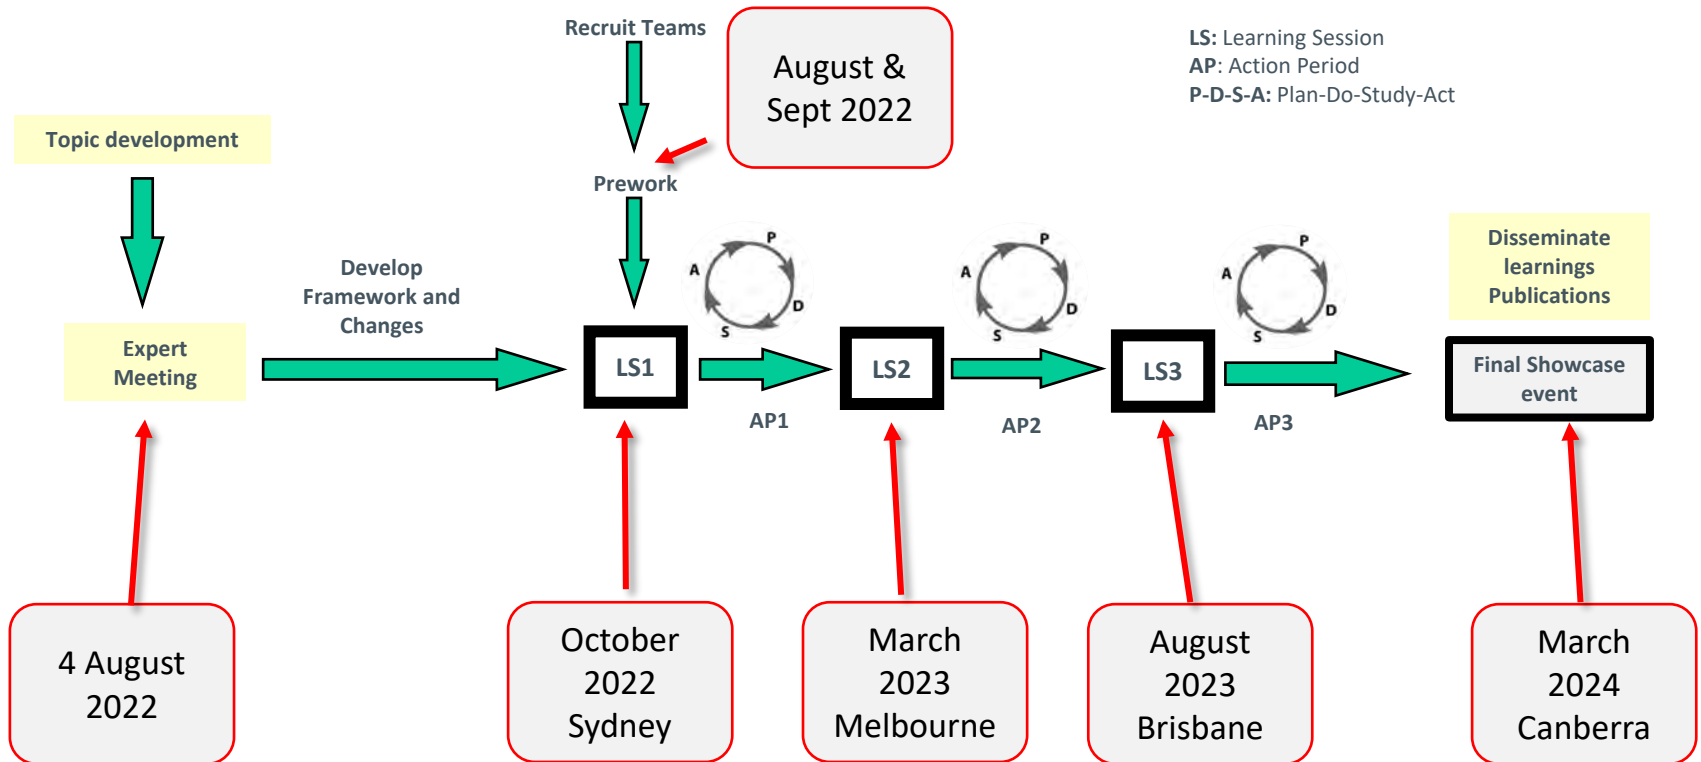 Recruit Teams
August &
Sept 2022
LS: Learning Session
AP: Action Period
P-D-S-A: Plan-Do-Study-Act
Topic development
Prework
Develop
Framework and
Changes
P
A
D
S
P
A
D
S
P
A
D
S
Disseminate
learnings
Publications
Expert
Meeting
LS1
LS2
LS3
Final Showcase
event
AP1
AP2
AP3
4 August
2022
October
2022
Sydney
March
2023
Melbourne
August
2023
Brisbane
March
2024
Canberra